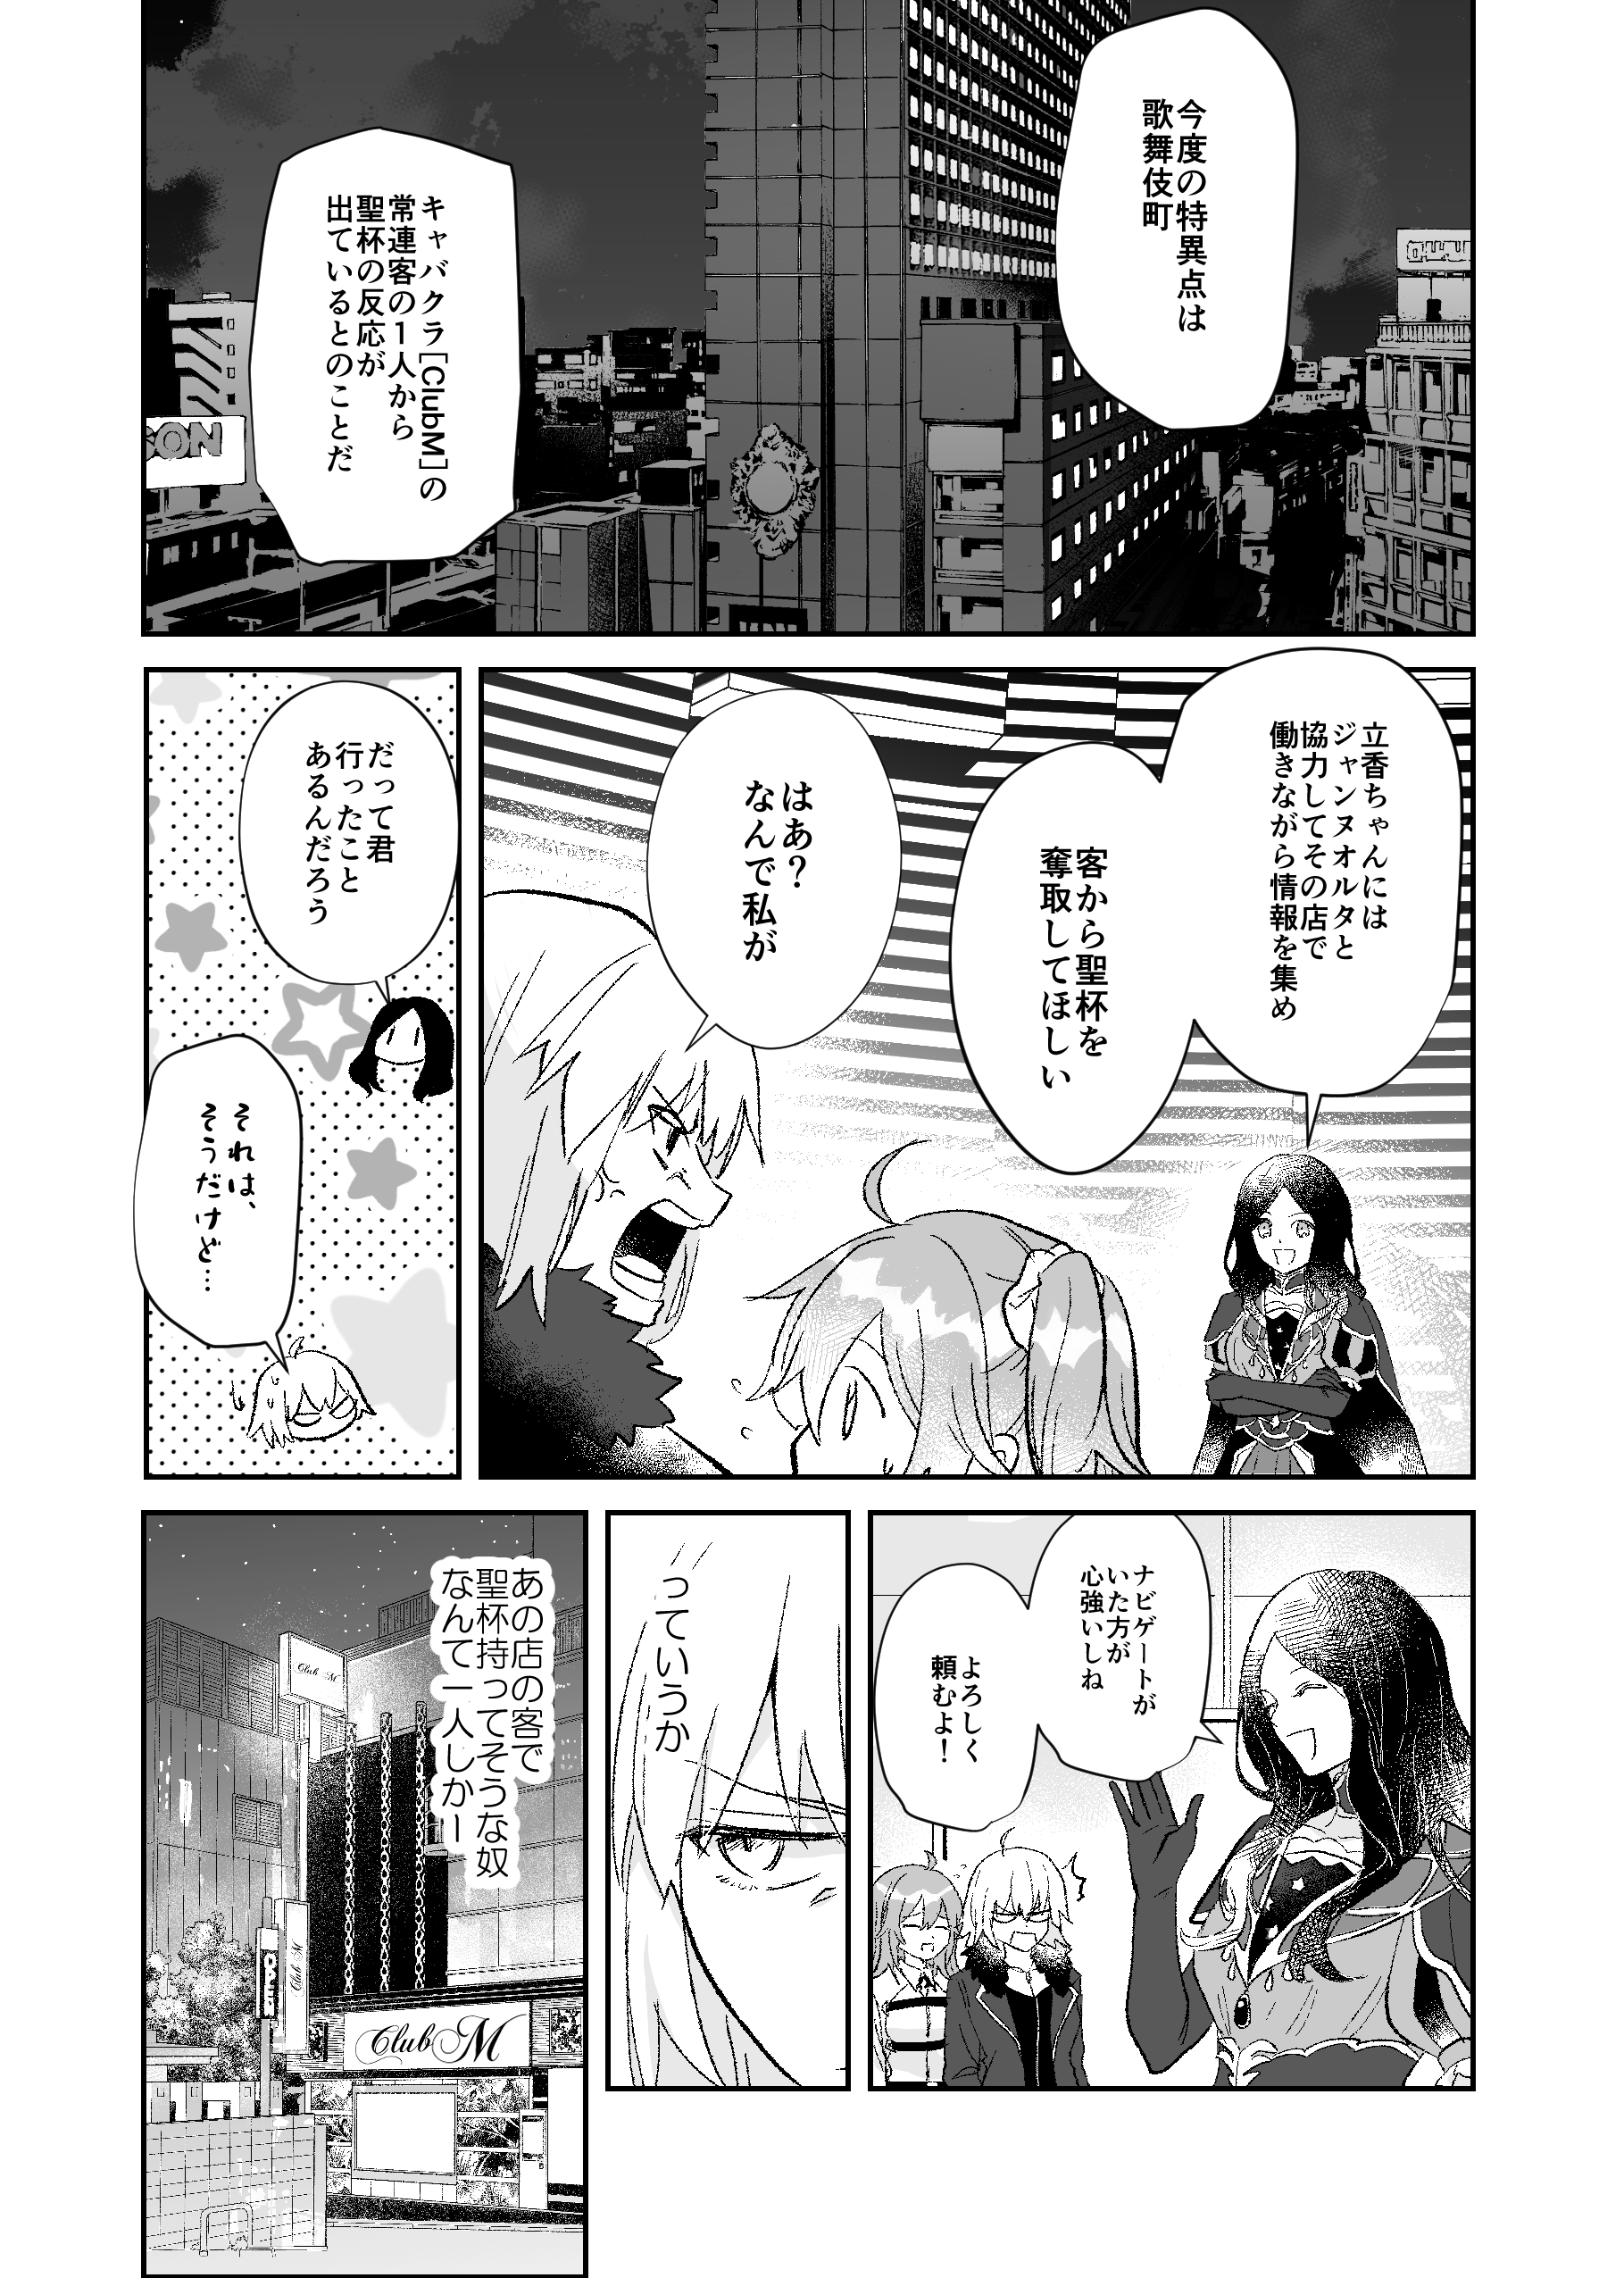 今度の特異点は
歌舞伎町
キャバクラ[ClubM]の
常連客の1人から
聖杯の反応が
出ているとのことだ
立香ちゃんには
ジャンヌオルタと
協力してその店で
働きながら情報を集め
客から聖杯を
奪取してほしい
はあ?
なんで私が
だって君
行ったこと
あるんだろう
それは、
そうだけど…
ナビゲートが
いた方が
心強いしね
よろしく
頼むよ!
っていうか
あの店の客で
聖杯持ってそうな奴
なんて一人しかー
Club M
Club M
Club M